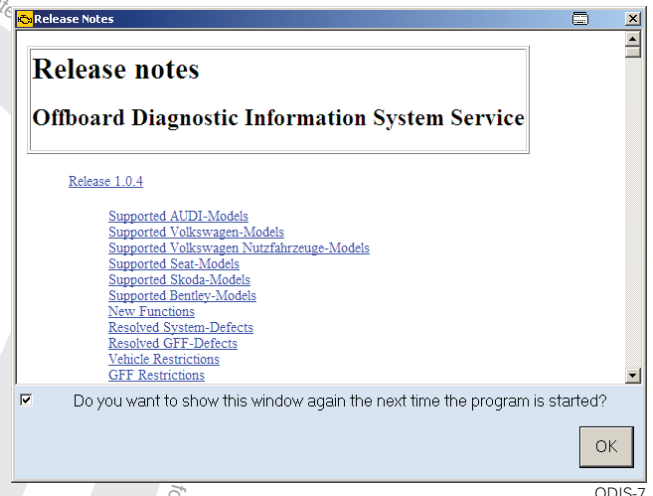 Release Notes
Release notes
Offboard Diagnostic Information System Service
Release 1.0.4
Supported AUDI-Models
Supported Volkswagen-Models
Supported Volkswagen Nutzfahrzeuge-Models
Supported Seat-Models
Supported Skoda-Models
Supported Bentley-Models
New Functions
Resolved System-Defects
Resolved GFF-Defects
Vehicle Restrictions
GFF Restrictions
Do you want to show this window again the next time the program is started?
OK
ODIS-7